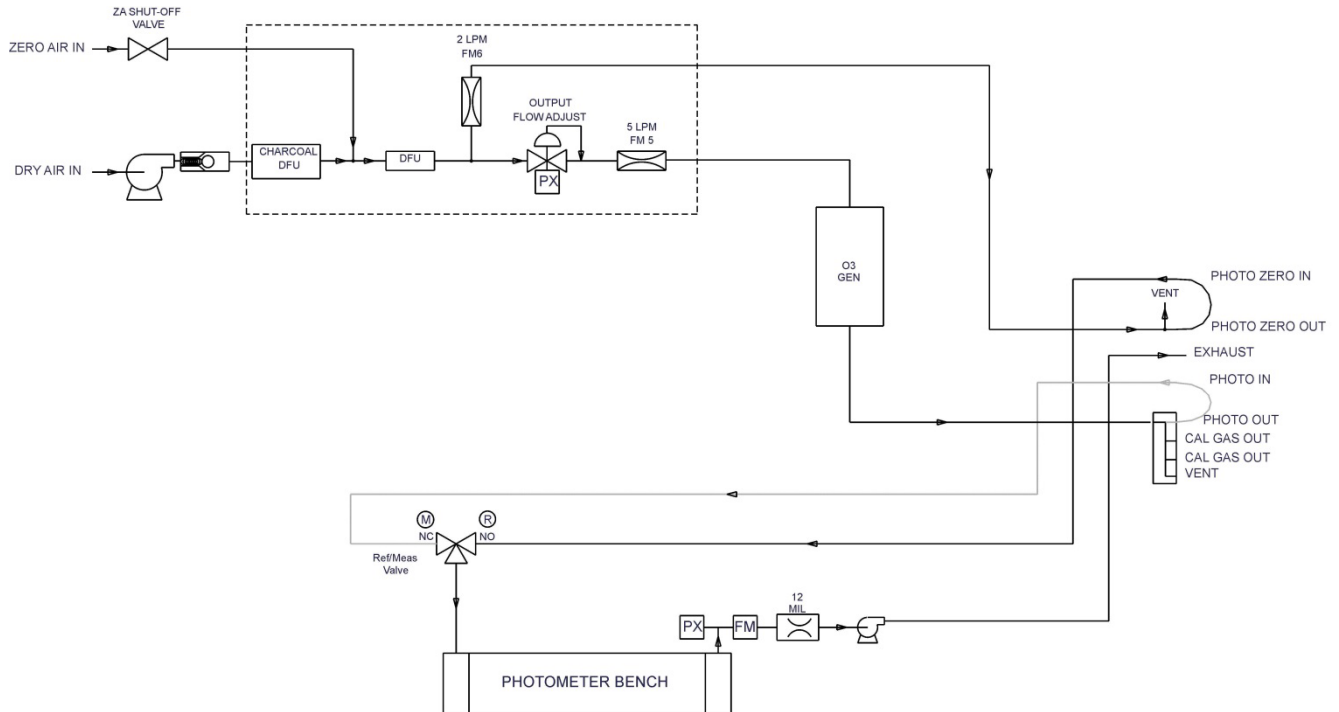 ZA SHUT-OFF
VALVE
ZERO AIR IN
2 LPM
FM6
OUTPUT
FLOW ADJUST
5 LPM
FM 5
CHARCOAL
DFU
DFU
DRY AIR IN
PX
O3
GEN
PHOTO ZERO IN
VENT
PHOTO ZERO OUT
EXHAUST
PHOTO IN
PHOTO OUT
CAL GAS OUT
CAL GAS OUT
VENT
M
R
NC
NO
Ref/Meas
Valve
12
MIL
PX
FM
PHOTOMETER BENCH